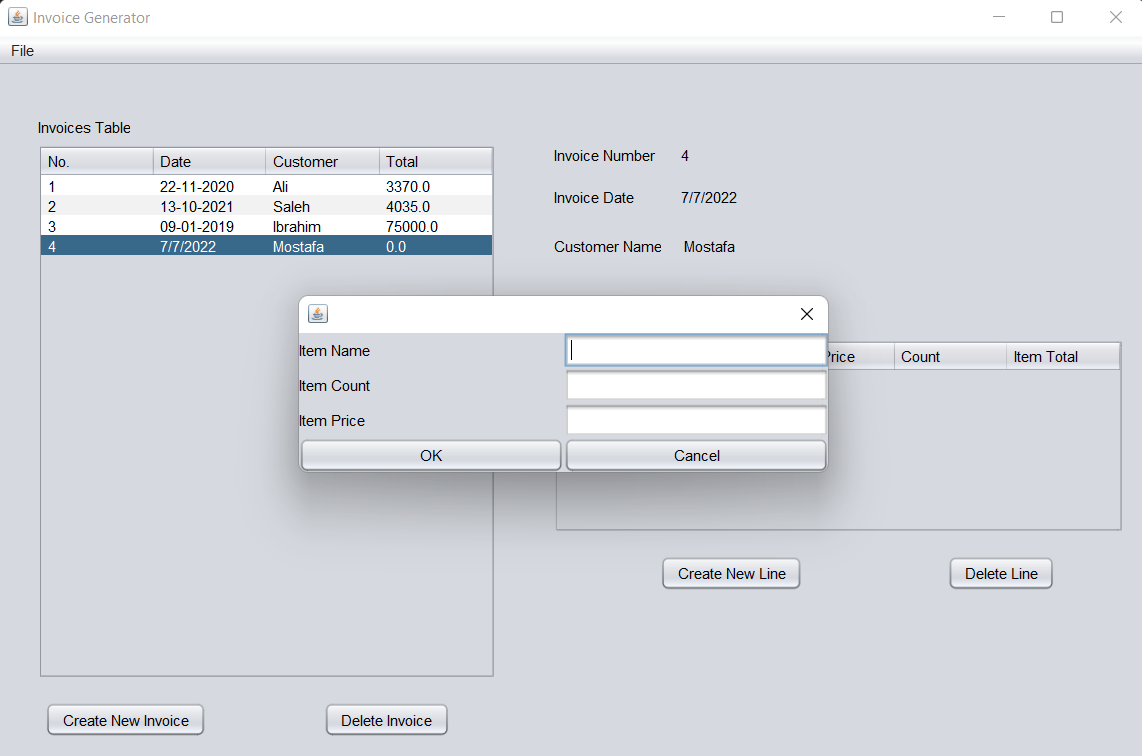 Invoice Generator
File
Invoices Table
No. Date Customer Total
1 22-11-2020 Ali 3370.0
2 13-10-2021 Saleh 4035.0
3 09-01-2019 Ibrahim 75000.0
4 7/7/2022 Mostafa 0.0
Invoice Number 4
Invoice Date 7/7/2022
Customer Name Mostafa
Item Name
Item Count
Item Price
OK Cancel
Price Count Item Total
Create New Line Delete Line
Create New Invoice Delete Invoice